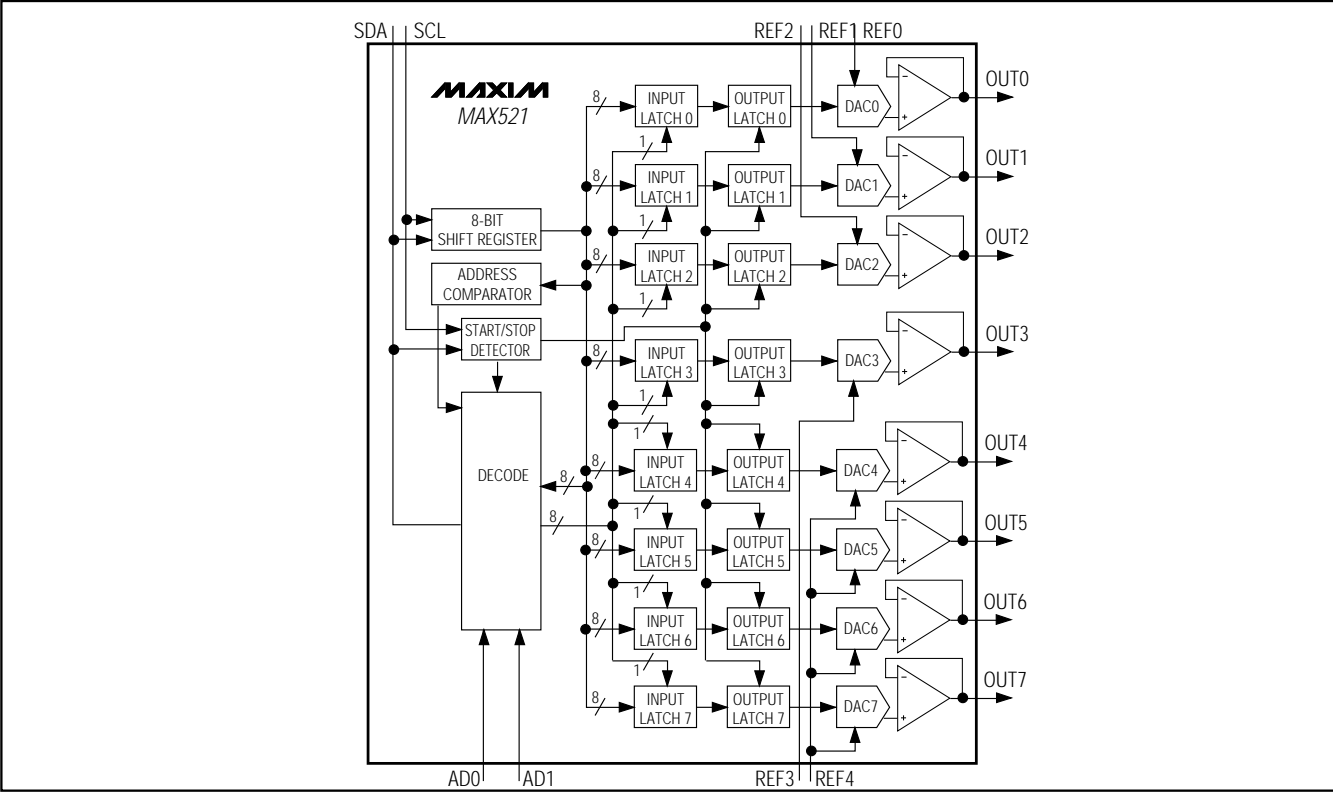 SDA SCL REF2 REF1 REF0
MAXIM
MAX521
8 INPUT LATCH 0 OUTPUT LATCH 0 DAC0 - + OUT0
1
8 INPUT LATCH 1 OUTPUT LATCH 1 DAC1 - + OUT1
1
8-BIT
SHIFT REGISTER
8 INPUT LATCH 2 OUTPUT LATCH 2 DAC2 - + OUT2
1
ADDRESS
COMPARATOR
START/STOP
DETECTOR
8 INPUT LATCH 3 OUTPUT LATCH 3 DAC3 - + OUT3
1
1
8 INPUT LATCH 4 OUTPUT LATCH 4 DAC4 - + OUT4
DECODE 8
8
1
8 INPUT LATCH 5 OUTPUT LATCH 5 DAC5 - + OUT5
1
8 INPUT LATCH 6 OUTPUT LATCH 6 DAC6 - + OUT6
1
8 INPUT LATCH 7 OUTPUT LATCH 7 DAC7 - + OUT7
AD0 AD1 REF3 REF4